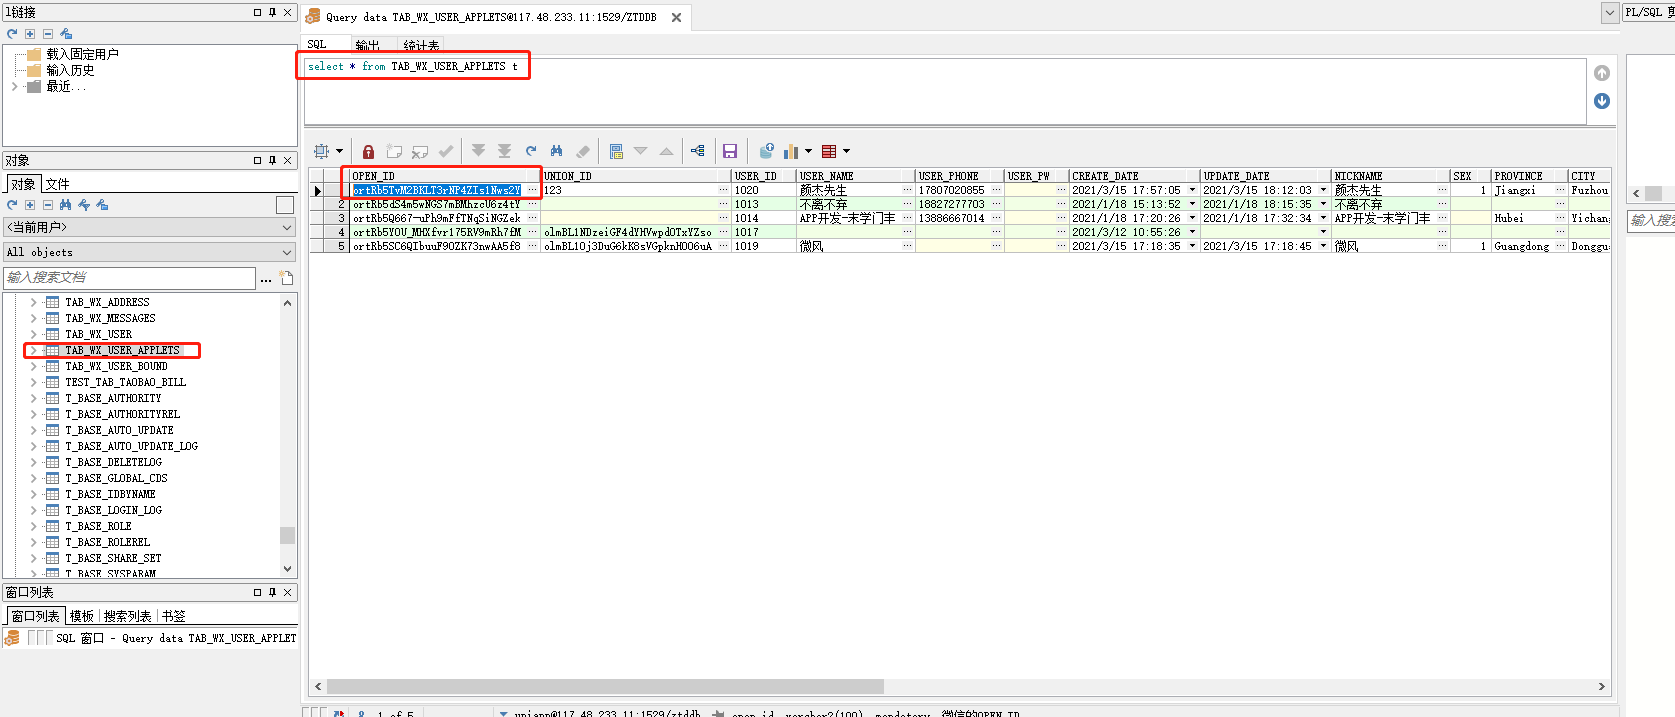 1链接
载入固定用户
输入历史
最近...
对象
对象 文件
<当前用户>
All objects
输入搜索文档
...
TAB_WX_ADDRESS
TAB_WX_MESSAGES
TAB_WX_USER
TAB_WX_USER_APPLETS
TAB_WX_USER_BOUND
TEST_TAB_TAOBAO_BILL
T_BASE_AUTHORITY
T_BASE_AUTHORITYREL
T_BASE_AUTO_UPDATE
T_BASE_AUTO_UPDATE_LOG
T_BASE_DELETELOG
T_BASE_GLOBAL_CDS
T_BASE_IDBYNAME
T_BASE_LOGIN_LOG
T_BASE_ROLE
T_BASE_ROLEREL
T_BASE_SHARE_SET
T_BASE_SYSPARAM
窗口列表
窗口列表 模板 搜索列表 书签
SQL 窗口 - Query data TAB_WX_USER_APPLET
Query data TAB_WX_USER_APPLETS@117.48.233.11:1529/ZTDDB
SQL 输出 统计表
select * from TAB_WX_USER_APPLETS t
OPEN_ID UNION_ID USER_ID USER_NAME USER_PHONE USER_PW CREATE_DATE UPDATE_DATE NICKNAME SEX PROVINCE CITY
ortRb5TvM2BKLT3rNP4ZIs1Nws2Y 123 1020 颜杰先生 17807020855 2021/3/15 17:57:05 2021/3/15 18:12:03 颜杰先生 1 Jiangxi Fuzhou
2 ortRb5dS4m5wNGS7mBMhzoU6z4tY 1013 不离不弃 18827277703 2021/1/18 15:13:52 2021/1/18 18:15:35 不离不弃
3 ortRb5Q667-uPh9mFfTNqSiNGZek 1014 APP开发-末学门丰 13886667014 2021/1/18 17:20:26 2021/1/18 17:32:34 APP开发-末学门丰 Hubei Yichang
4 ortRb5YOU_MHXfvr175RV9mRh7fM olmBL1NDzeiGF4dYHVwpdOTxYZso 1017 2021/3/12 10:55:26
5 ortRb5SC6QIbuuF9OZK73nwAA5f8 olmBL1Oj3DuG6kK8sVGpknHO06uA 1019 微风 2021/3/15 17:18:35 2021/3/15 17:18:45 微风 1 Guangdong Donggu
1 of 5 uniapp@117.48.233.11:1529/ztddb open_id, varchar2(100), mandatory, 微信的OPEN_ID
PL/SQL 剪
输入搜索